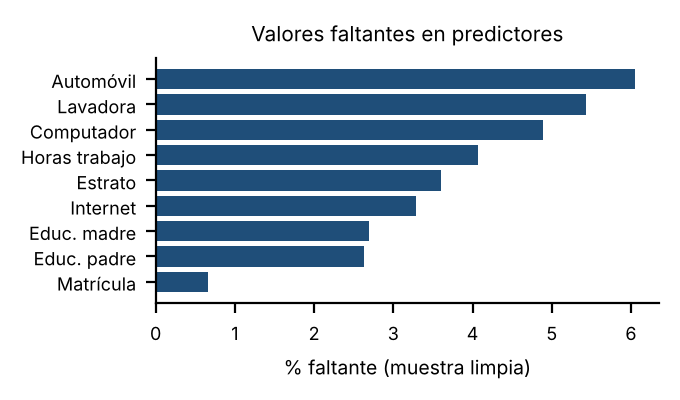 Valores faltantes en predictores
Automóvil
Lavadora
Computador
Horas trabajo
Estrato
Internet
Educ. madre
Educ. padre
Matrícula
0 1 2 3 4 5 6
% faltante (muestra limpia)